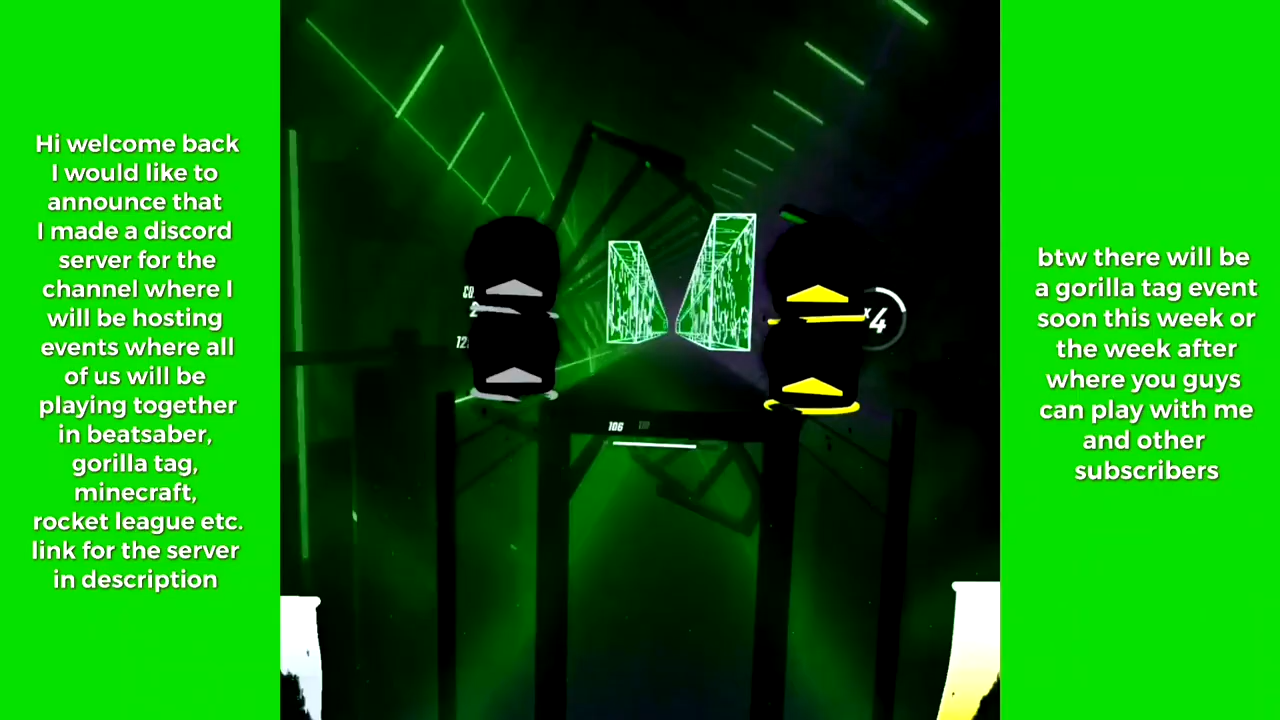 Hi welcome back
I would like to
announce that
I made a discord
server for the
channel where I
will be hosting
events where all
of us will be
playing together
in beatsaber,
gorilla tag,
minecraft,
rocket league etc.
link for the server
in description
x4
106
btw there will be
a gorilla tag event
soon this week or
the week after
where you guys
can play with me
and other
subscribers